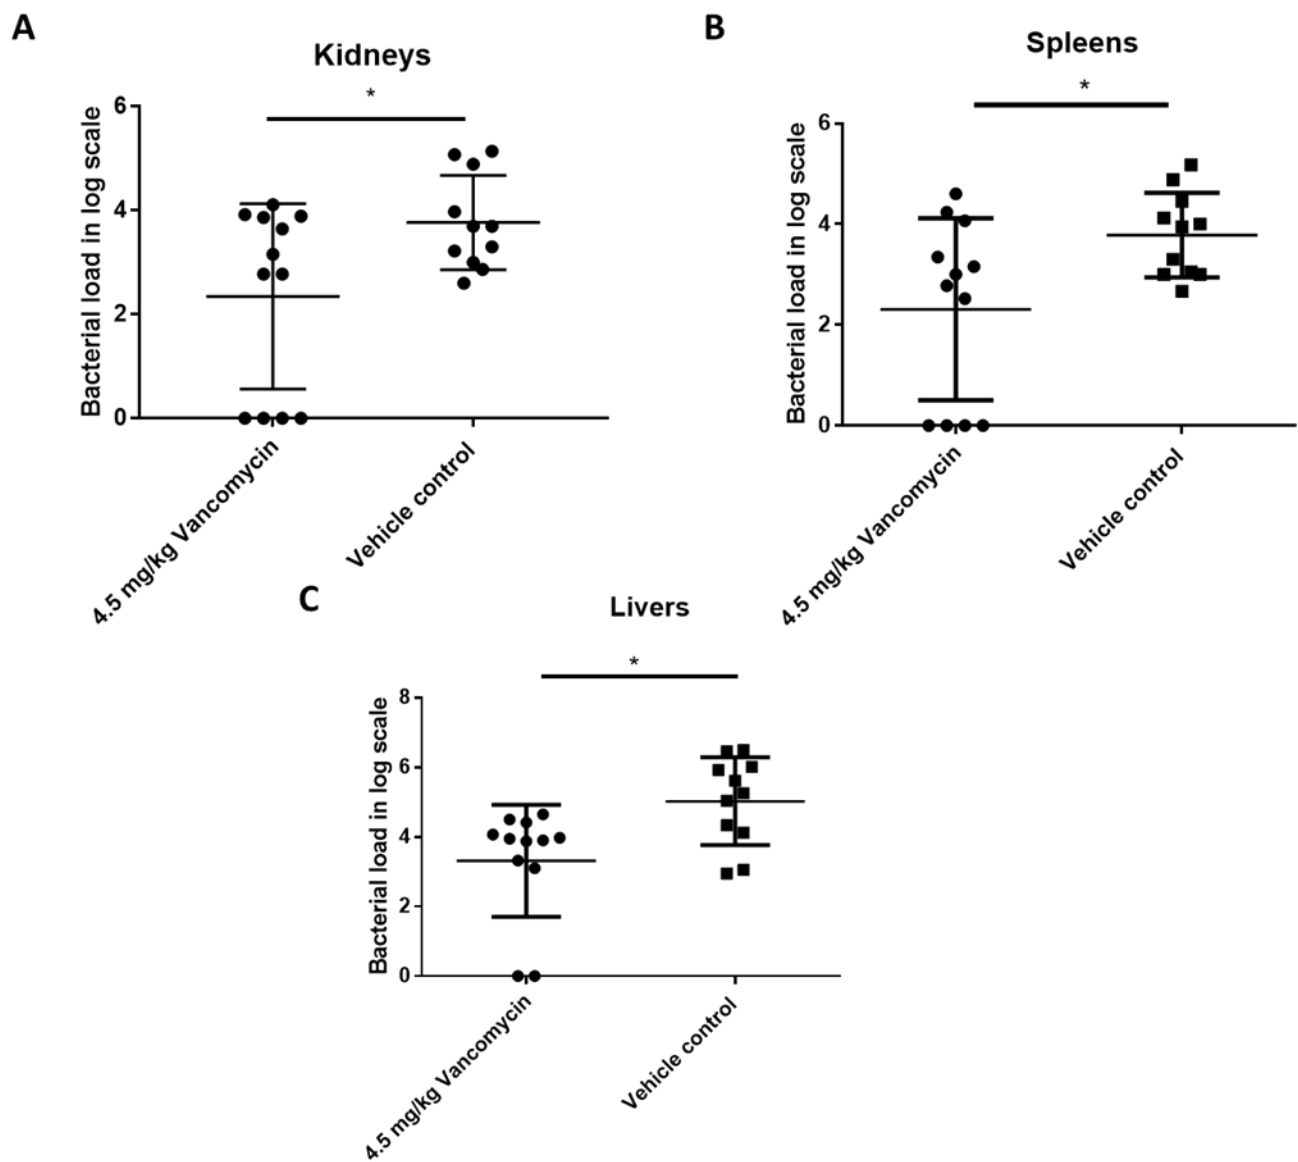 A
Kidneys
*
Bacterial load in log scale
6
4
2
0
4.5 mg/kg Vancomycin
Vehicle control
B
Spleens
*
Bacterial load in log scale
6
4
2
0
4.5 mg/kg Vancomycin
Vehicle control
C
Livers
*
Bacterial load in log scale
8
6
4
2
0
4.5 mg/kg Vancomycin
Vehicle control